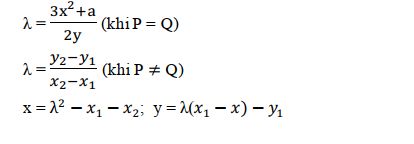 λ = (3x²+a)/(2y) (khi P = Q)
λ = (y₂−y₁)/(x₂−x₁) (khi P ≠ Q)
x = λ² − x₁ − x₂; y = λ(x₁ − x) − y₁